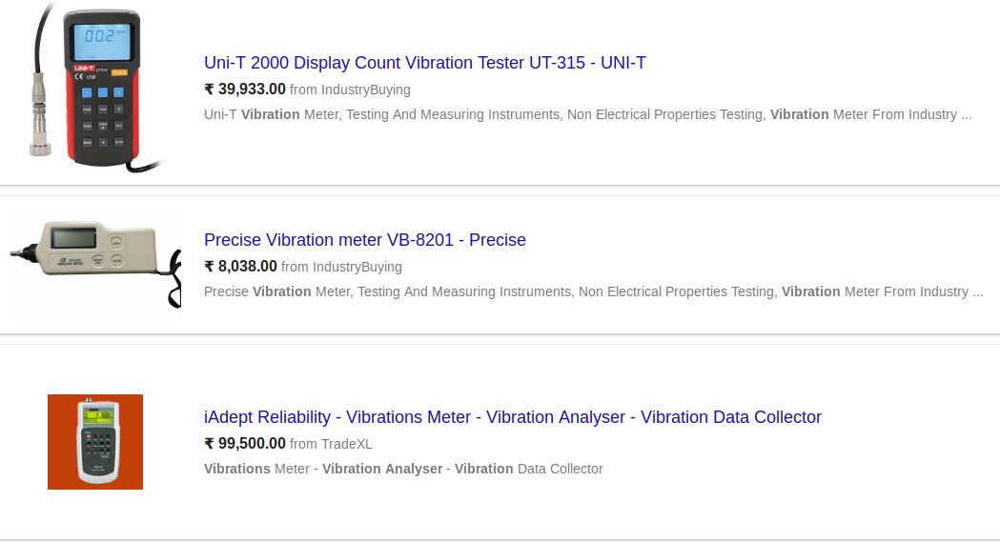 00.2
UNI-T UT315
CE USB
Uni-T 2000 Display Count Vibration Tester UT-315 - UNI-T
₹ 39,933.00 from IndustryBuying
Uni-T Vibration Meter, Testing And Measuring Instruments, Non Electrical Properties Testing, Vibration Meter From Industry ...
VIBRATION METER
Precise Vibration meter VB-8201 - Precise
₹ 8,038.00 from IndustryBuying
Precise Vibration Meter, Testing And Measuring Instruments, Non Electrical Properties Testing, Vibration Meter From Industry ...
iAdept Reliability - Vibrations Meter - Vibration Analyser - Vibration Data Collector
₹ 99,500.00 from TradeXL
Vibrations Meter - Vibration Analyser - Vibration Data Collector